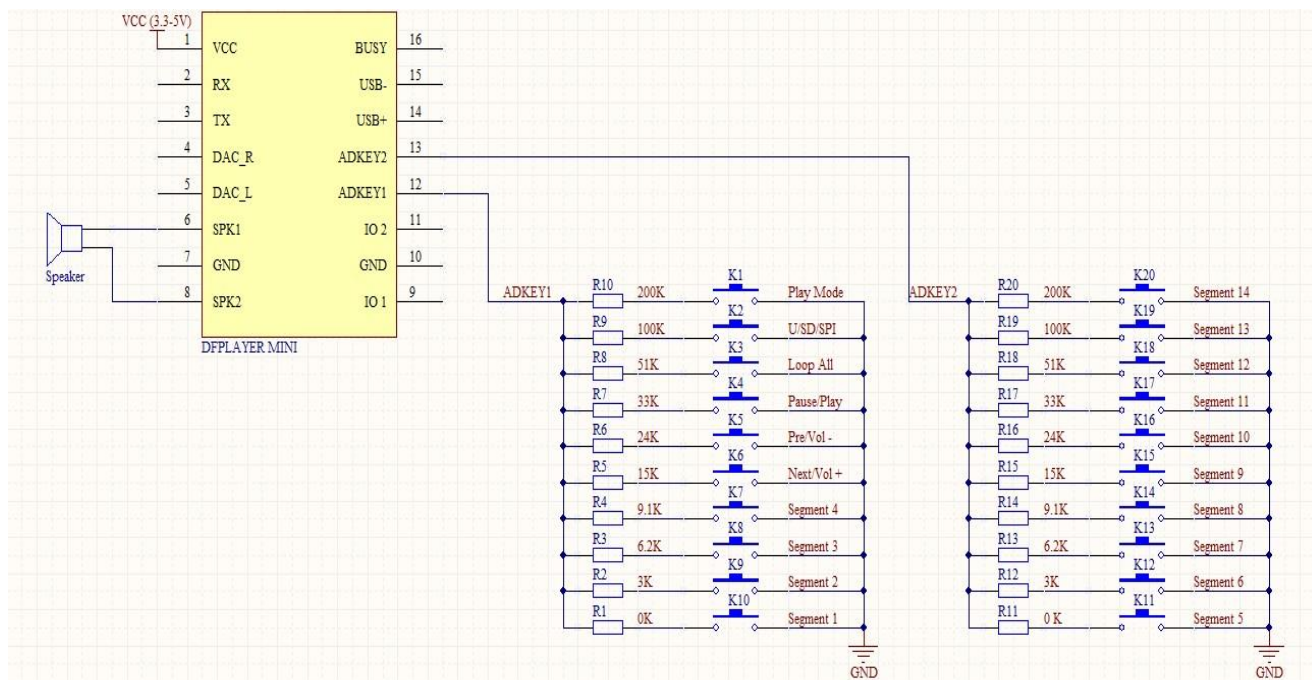 VCC (3.3-5V)
1 VCC BUSY 16
2 RX USB- 15
3 TX USB+ 14
4 DAC_R ADKEY2 13
5 DAC_L ADKEY1 12
6 SPK1 IO 2 11
7 GND GND 10
8 SPK2 IO 1 9
Speaker
DFPLAYER MINI
ADKEY1
R10 200K K1 Play Mode
R9 100K K2 U/SD/SPI
R8 51K K3 Loop All
R7 33K K4 Pause/Play
R6 24K K5 Pre/Vol -
R5 15K K6 Next/Vol +
R4 9.1K K7 Segment 4
R3 6.2K K8 Segment 3
R2 3K K9 Segment 2
R1 0K K10 Segment 1
GND
ADKEY2
R20 200K K20 Segment 14
R19 100K K19 Segment 13
R18 51K K18 Segment 12
R17 33K K17 Segment 11
R16 24K K16 Segment 10
R15 15K K15 Segment 9
R14 9.1K K14 Segment 8
R13 6.2K K13 Segment 7
R12 3K K12 Segment 6
R11 0 K K11 Segment 5
GND